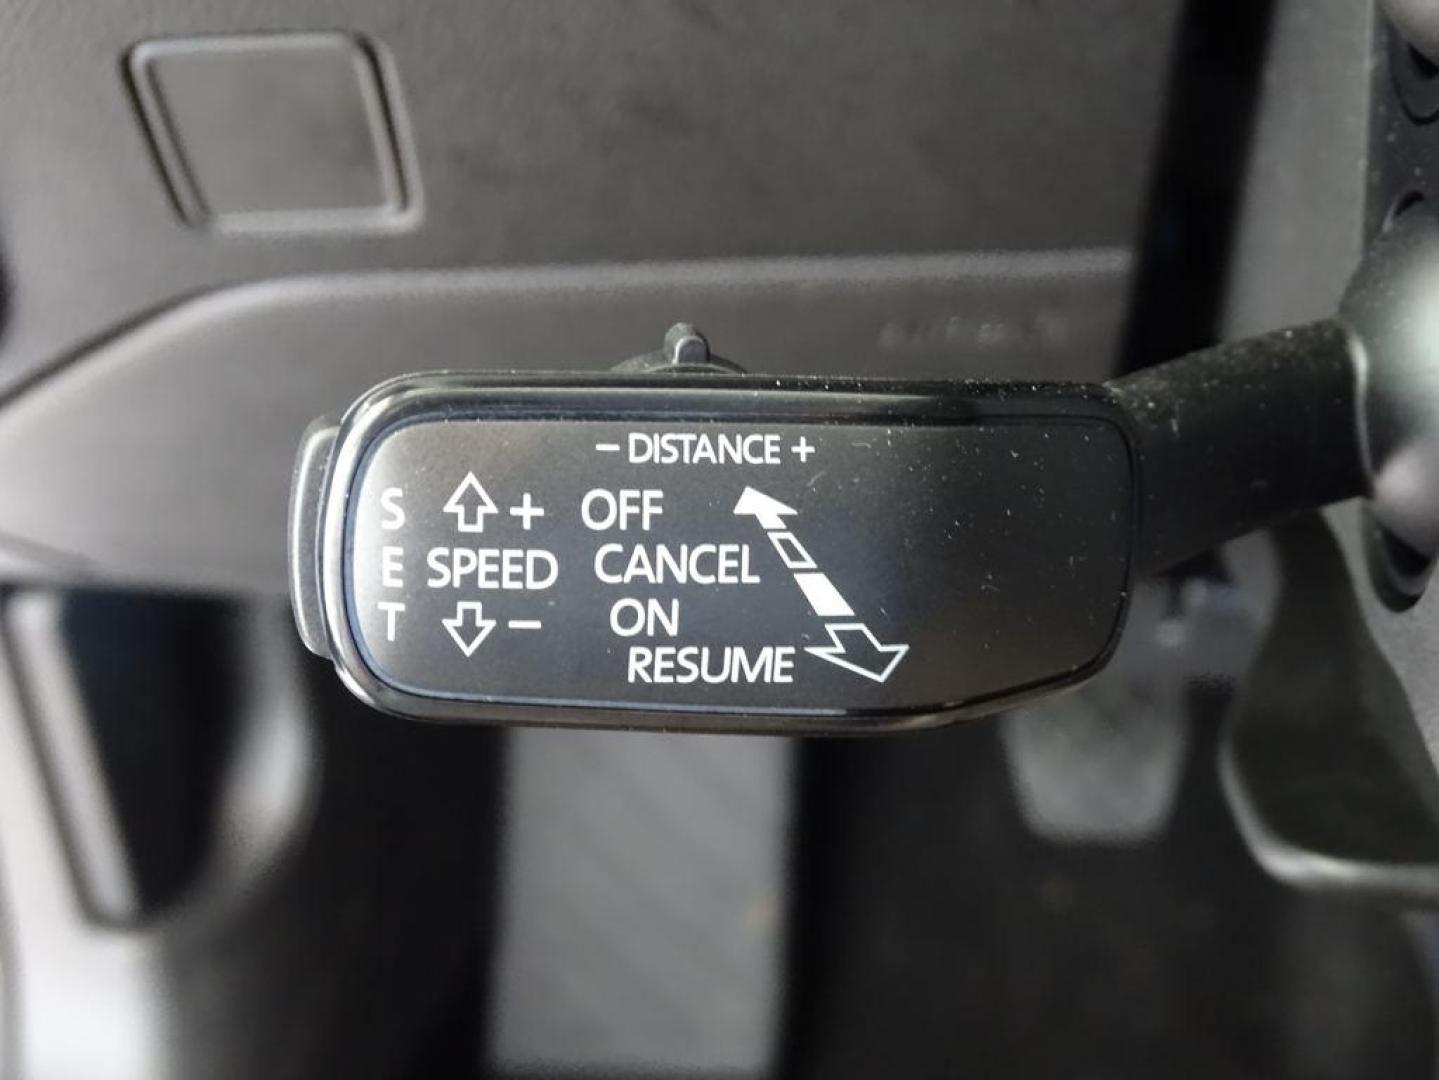 − DISTANCE +
S + OFF
E SPEED CANCEL
T − ON
RESUME